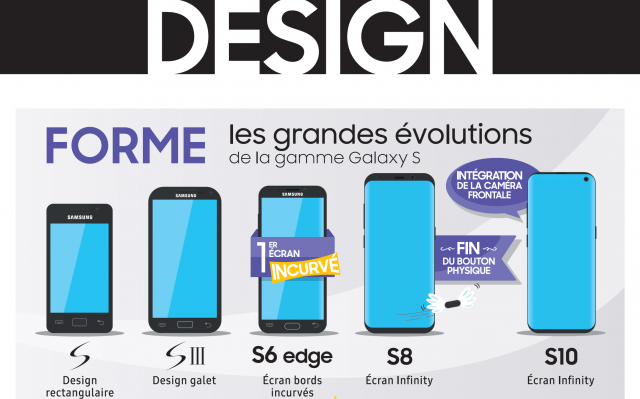 DESIGN
FORME
les grandes évolutions
de la gamme Galaxy S
INTÉGRATION
DE LA CAMÉRA
FRONTALE
SAMSUNG
SAMSUNG
SAMSUNG
1ER
ÉCRAN
INCURVÉ
FIN
DU BOUTON
PHYSIQUE
S
Design
rectangulaire
S III
Design galet
S6 edge
Écran bords
incurvés
S8
Écran Infinity
S10
Écran Infinity